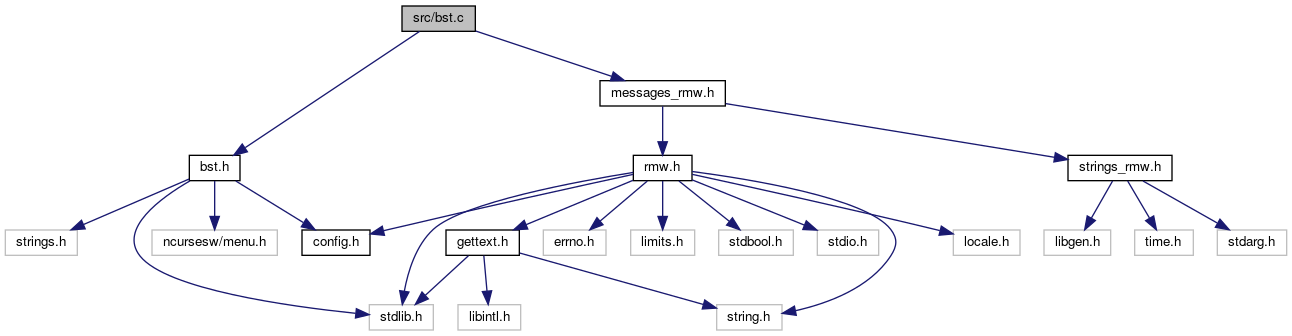 src/bst.c
messages_rmw.h
bst.h
rmw.h
strings_rmw.h
strings.h
ncursesw/menu.h
config.h
gettext.h
errno.h
limits.h
stdbool.h
stdio.h
locale.h
libgen.h
time.h
stdarg.h
stdlib.h
libintl.h
string.h